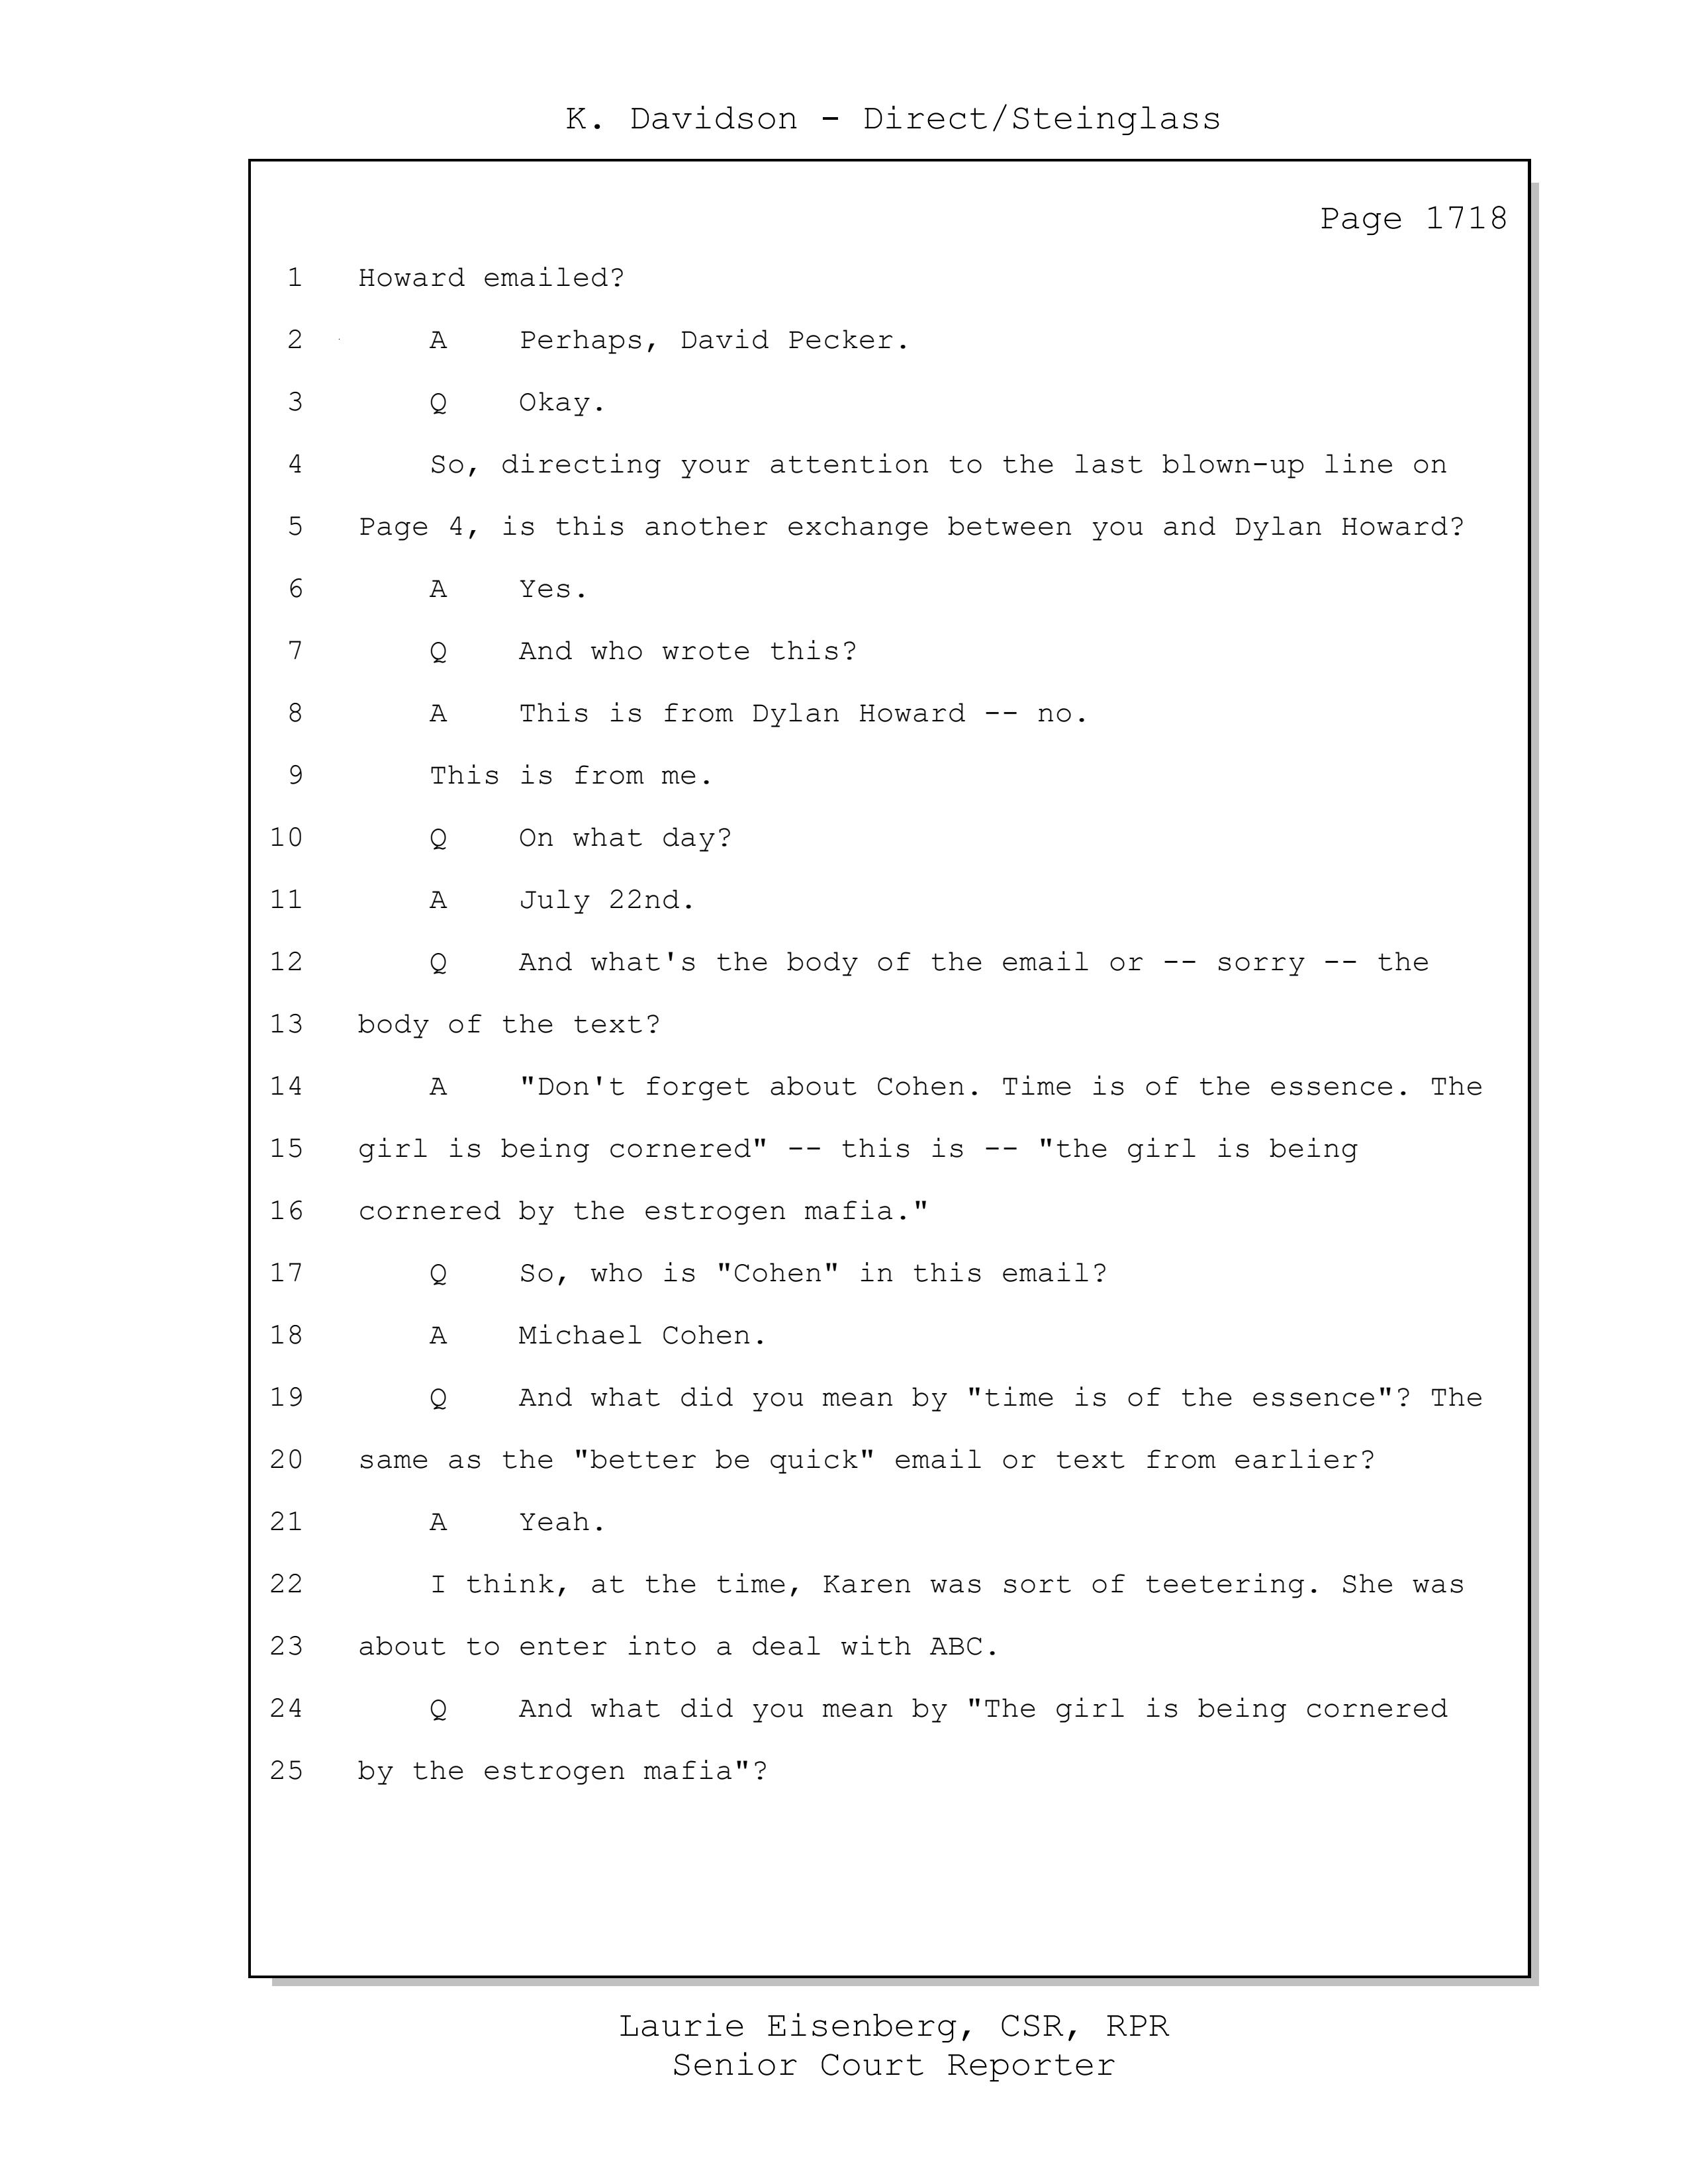 K. Davidson - Direct/Steinglass
Page 1718
1 Howard emailed?
2 A Perhaps, David Pecker.
3 Q Okay.
4 So, directing your attention to the last blown-up line on
5 Page 4, is this another exchange between you and Dylan Howard?
6 A Yes.
7 Q And who wrote this?
8 A This is from Dylan Howard -- no.
9 This is from me.
10 Q On what day?
11 A July 22nd.
12 Q And what's the body of the email or -- sorry -- the
13 body of the text?
14 A "Don't forget about Cohen. Time is of the essence. The
15 girl is being cornered" -- this is -- "the girl is being
16 cornered by the estrogen mafia."
17 Q So, who is "Cohen" in this email?
18 A Michael Cohen.
19 Q And what did you mean by "time is of the essence"? The
20 same as the "better be quick" email or text from earlier?
21 A Yeah.
22 I think, at the time, Karen was sort of teetering. She was
23 about to enter into a deal with ABC.
24 Q And what did you mean by "The girl is being cornered
25 by the estrogen mafia"?
Laurie Eisenberg, CSR, RPR
Senior Court Reporter